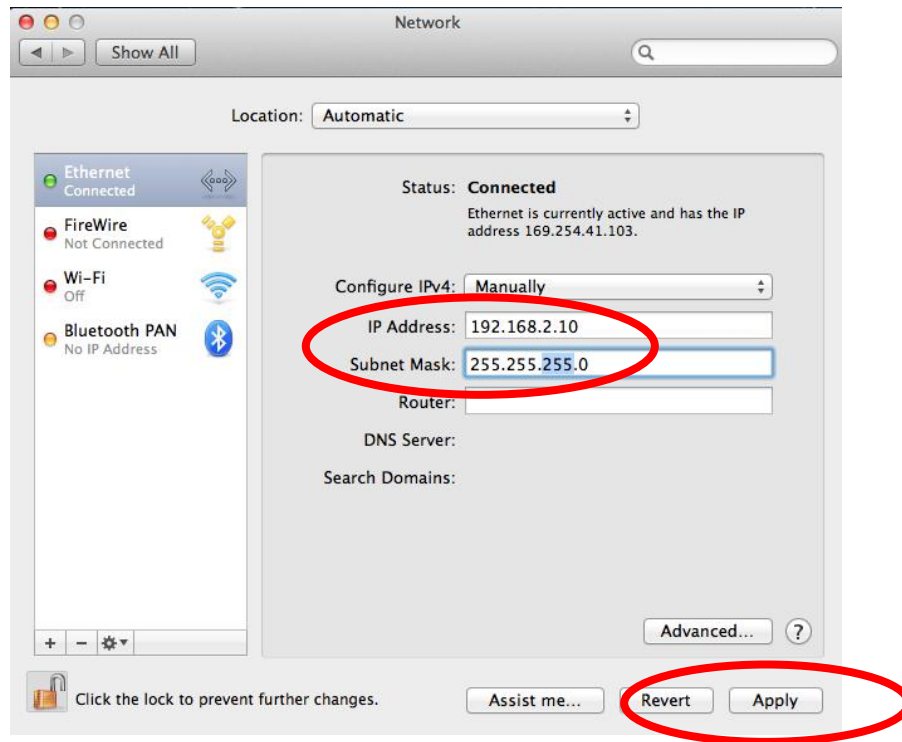 Network
Show All
Location: Automatic
Ethernet
Connected
FireWire
Not Connected
Wi-Fi
Off
Bluetooth PAN
No IP Address
Status: Connected
Ethernet is currently active and has the IP
address 169.254.41.103.
Configure IPv4: Manually
IP Address: 192.168.2.10
Subnet Mask: 255.255.255.0
Router:
DNS Server:
Search Domains:
Advanced... ?
+ −
Click the lock to prevent further changes.
Assist me... Revert Apply